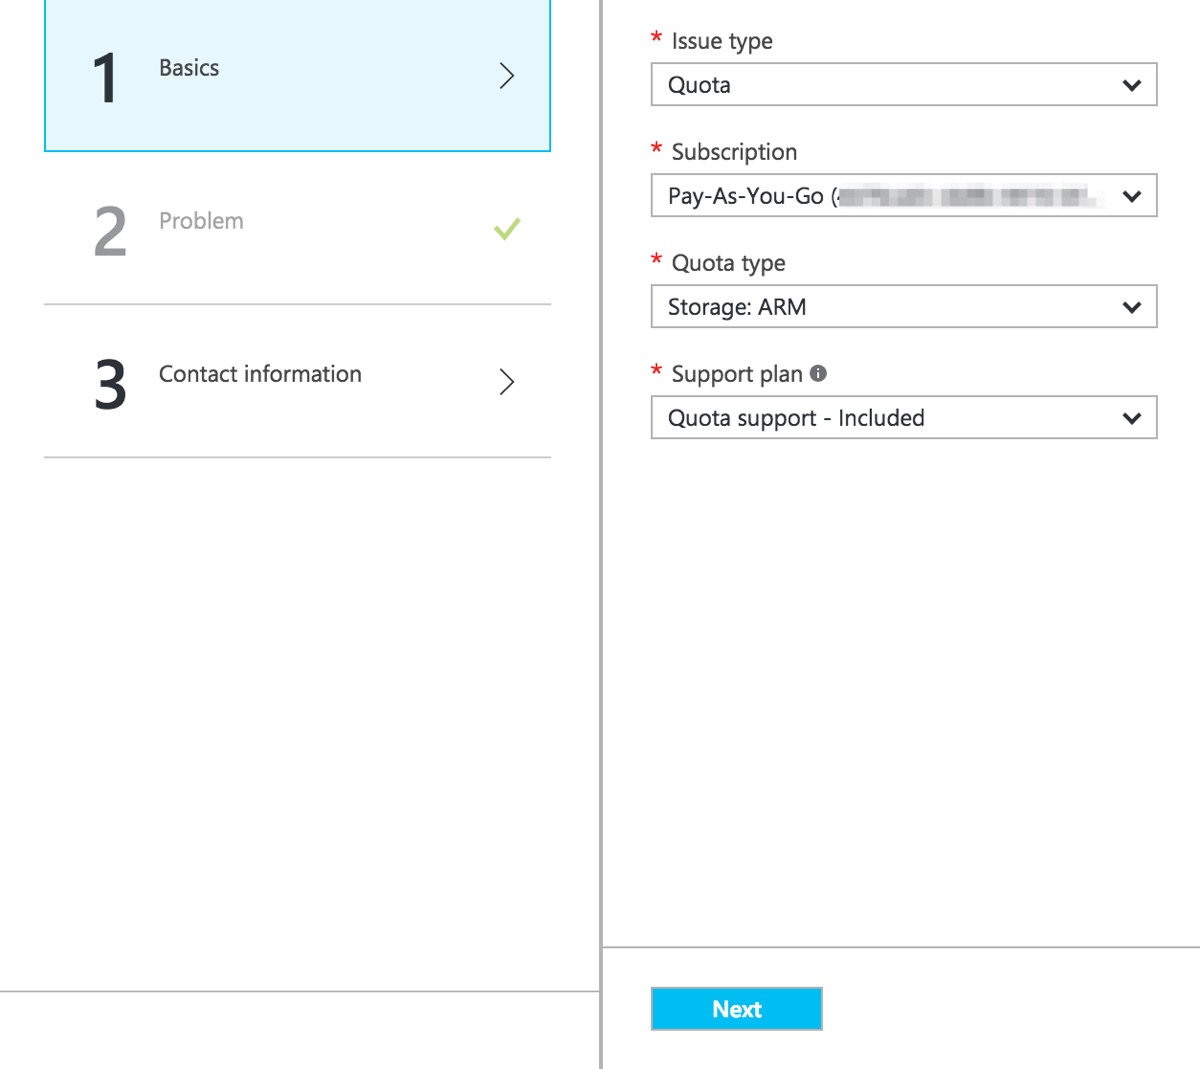 1 Basics
2 Problem
3 Contact information
* Issue type
Quota
* Subscription
Pay-As-You-Go (
* Quota type
Storage: ARM
* Support plan
Quota support - Included
Next